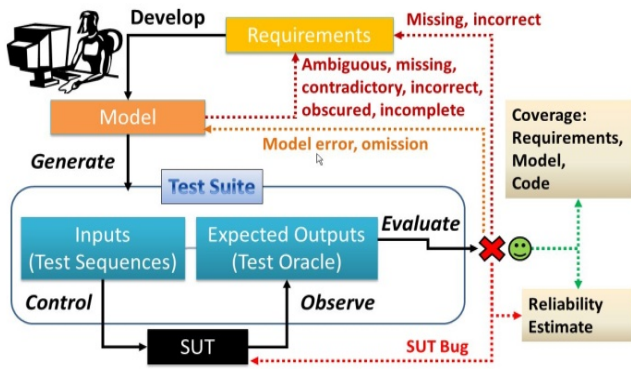 Develop
Requirements
Missing, incorrect
Ambiguous, missing,
contradictory, incorrect,
obscured, incomplete
Model
Model error, omission
Coverage:
Requirements,
Model,
Code
Generate
Test Suite
Inputs
(Test Sequences)
Expected Outputs
(Test Oracle)
Evaluate
Control
Observe
Reliability
Estimate
SUT
SUT Bug